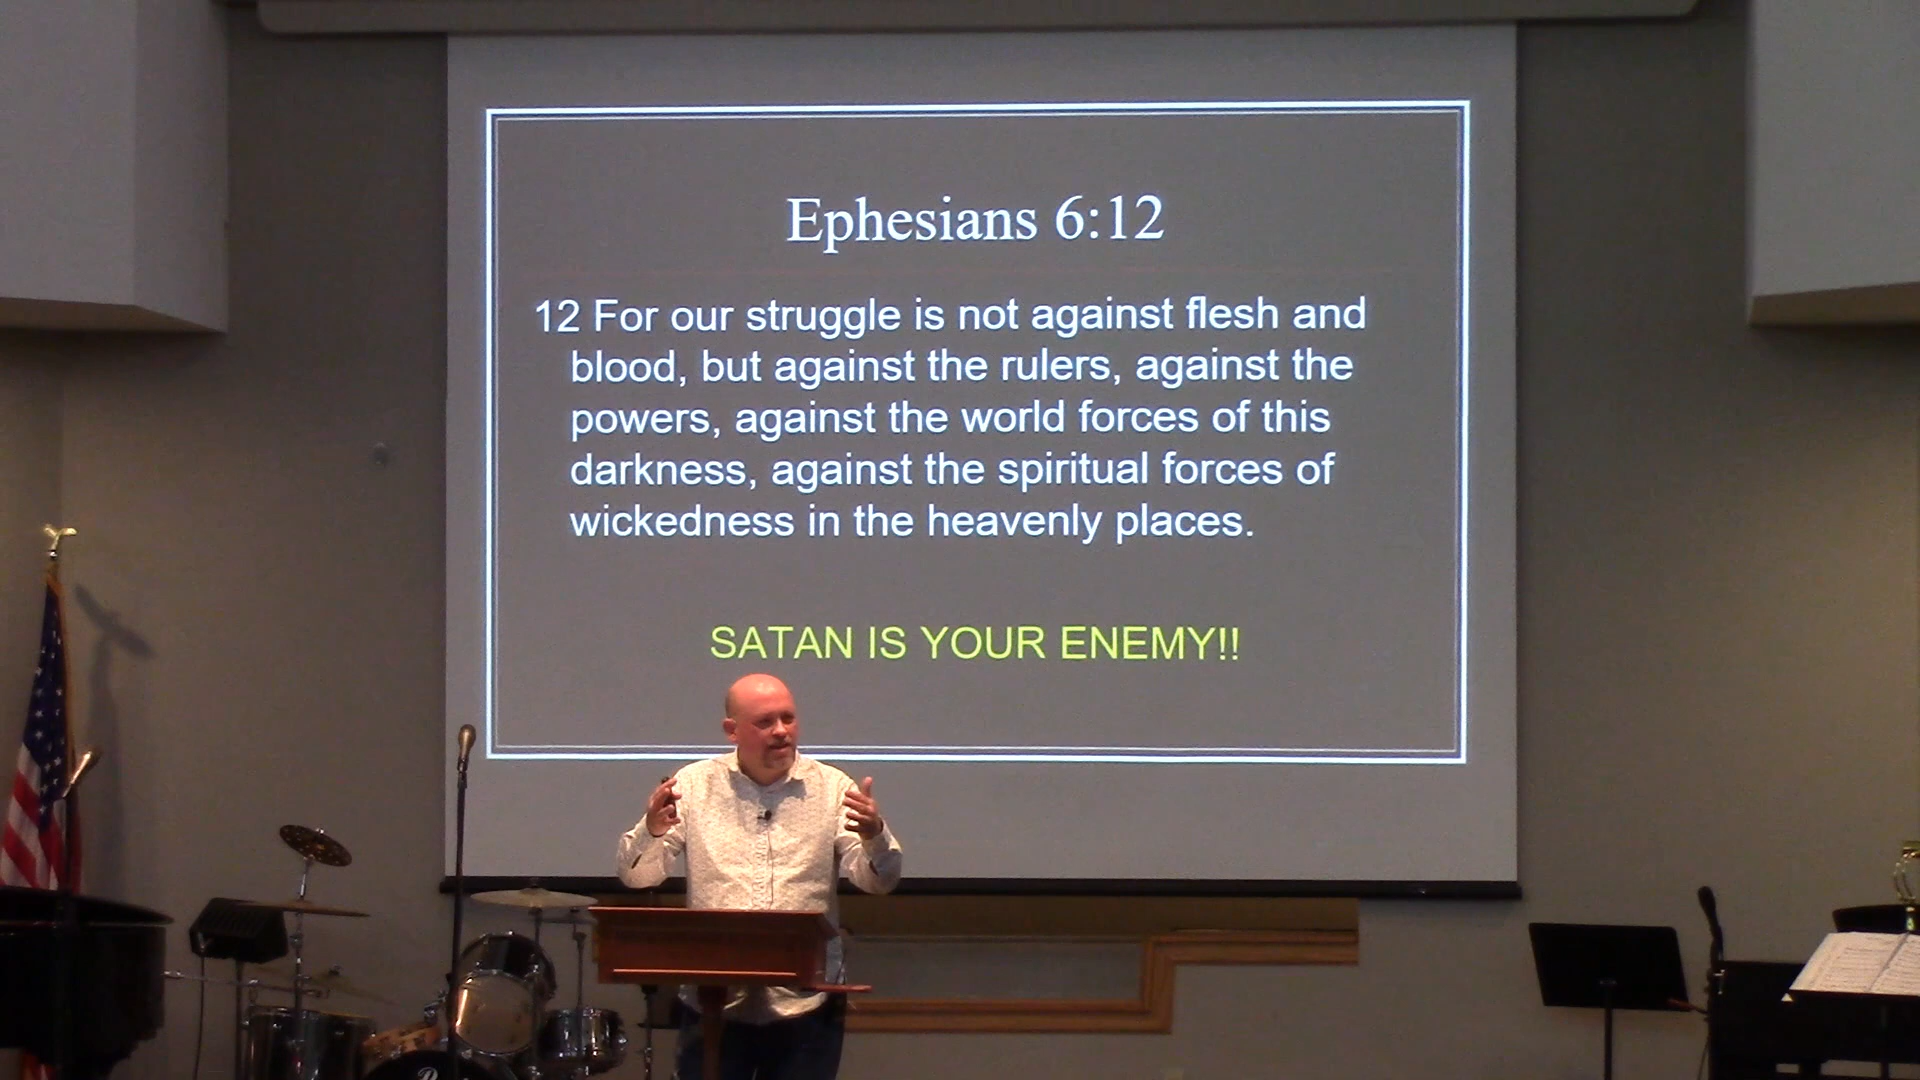 Ephesians 6:12
12 For our struggle is not against flesh and
blood, but against the rulers, against the
powers, against the world forces of this
darkness, against the spiritual forces of
wickedness in the heavenly places.
SATAN IS YOUR ENEMY!!